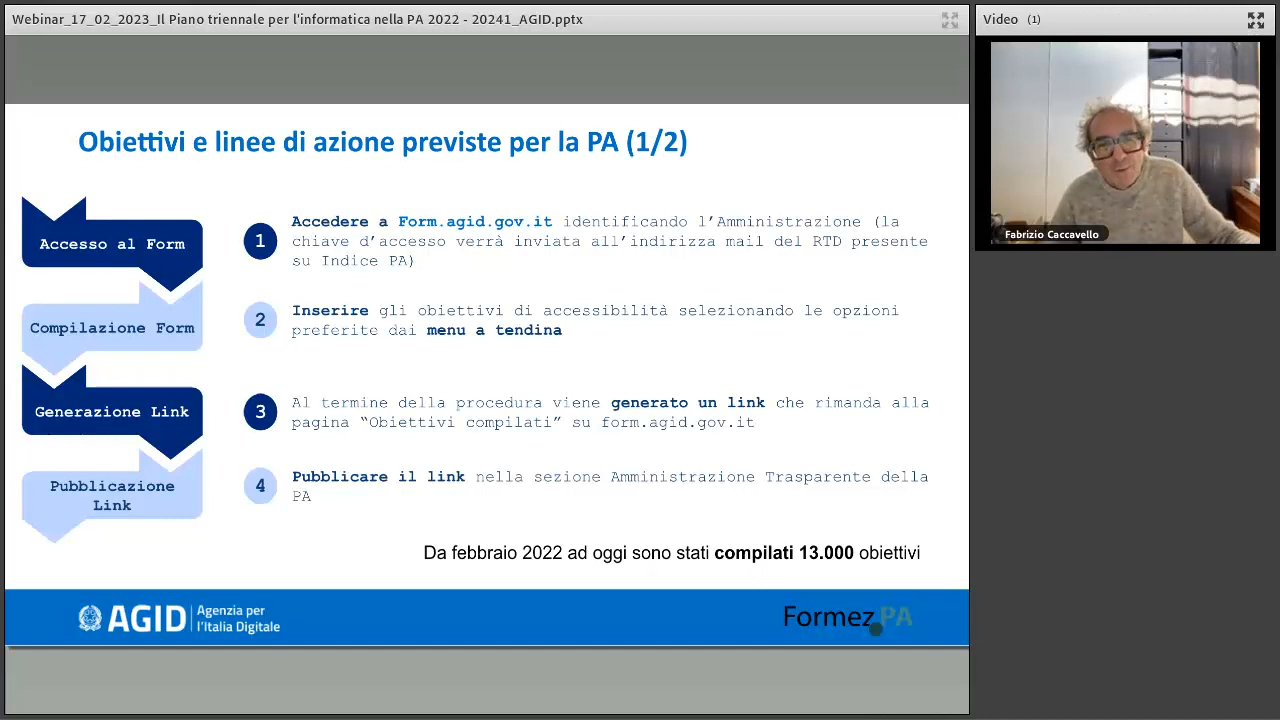 Webinar_17_02_2023_Il Piano triennale per l'informatica nella PA 2022 - 20241_AGID.pptx
Video (1)
Fabrizio Caccavello
Obiettivi e linee di azione previste per la PA (1/2)
Accesso al Form
1
Accedere a Form.agid.gov.it identificando l’Amministrazione (la
chiave d’accesso verrà inviata all’indirizza mail del RTD presente
su Indice PA)
Compilazione Form
2
Inserire gli obiettivi di accessibilità selezionando le opzioni
preferite dai menu a tendina
Generazione Link
3
Al termine della procedura viene generato un link che rimanda alla
pagina “Obiettivi compilati” su form.agid.gov.it
Pubblicazione
Link
4
Pubblicare il link nella sezione Amministrazione Trasparente della
PA
Da febbraio 2022 ad oggi sono stati compilati 13.000 obiettivi
AGID
Agenzia per
l’Italia Digitale
Formez PA